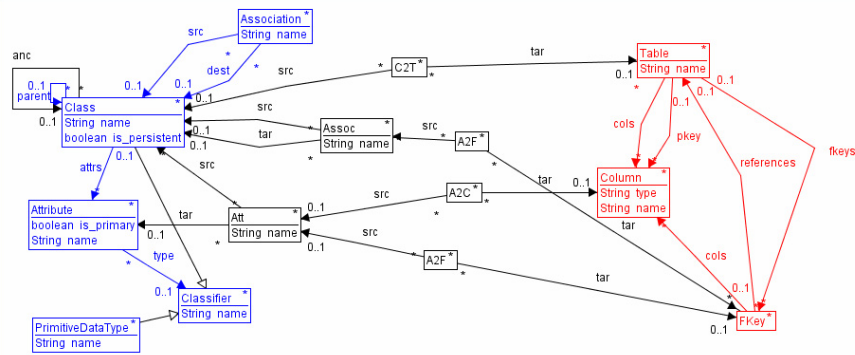 Association *
String name
src
*
*
anc
tar
Table *
String name
C2T
*
*
0..1
dest
src
0..1
0..1
0..1
0..1
parent
*
*
0..1
*
0..1
0..1
Class *
String name
boolean is_persistent
0..1
src
tar
0..1
0..1
*
*
Assoc *
String name
*
src
A2F
*
cols
pkey
references
fkeys
attrs
0..1
*
src
*
*
Column *
String type
String name
Attribute *
boolean is_primary
String name
tar
0..1
*
Att *
String name
0..1
0..1
src
A2C
*
*
tar
0..1
src
*
A2F
*
tar
tar
cols
type
*
0..1
Classifier *
String name
PrimitiveDataType *
String name
0..1
0..1
0..1
*
*
FKey *